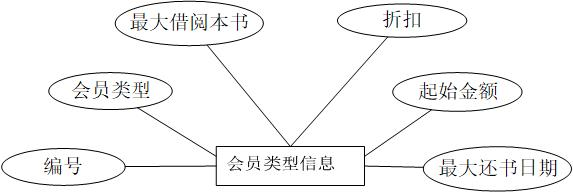 最大借阅本书
折扣
会员类型
起始金额
编号
会员类型信息
最大还书日期